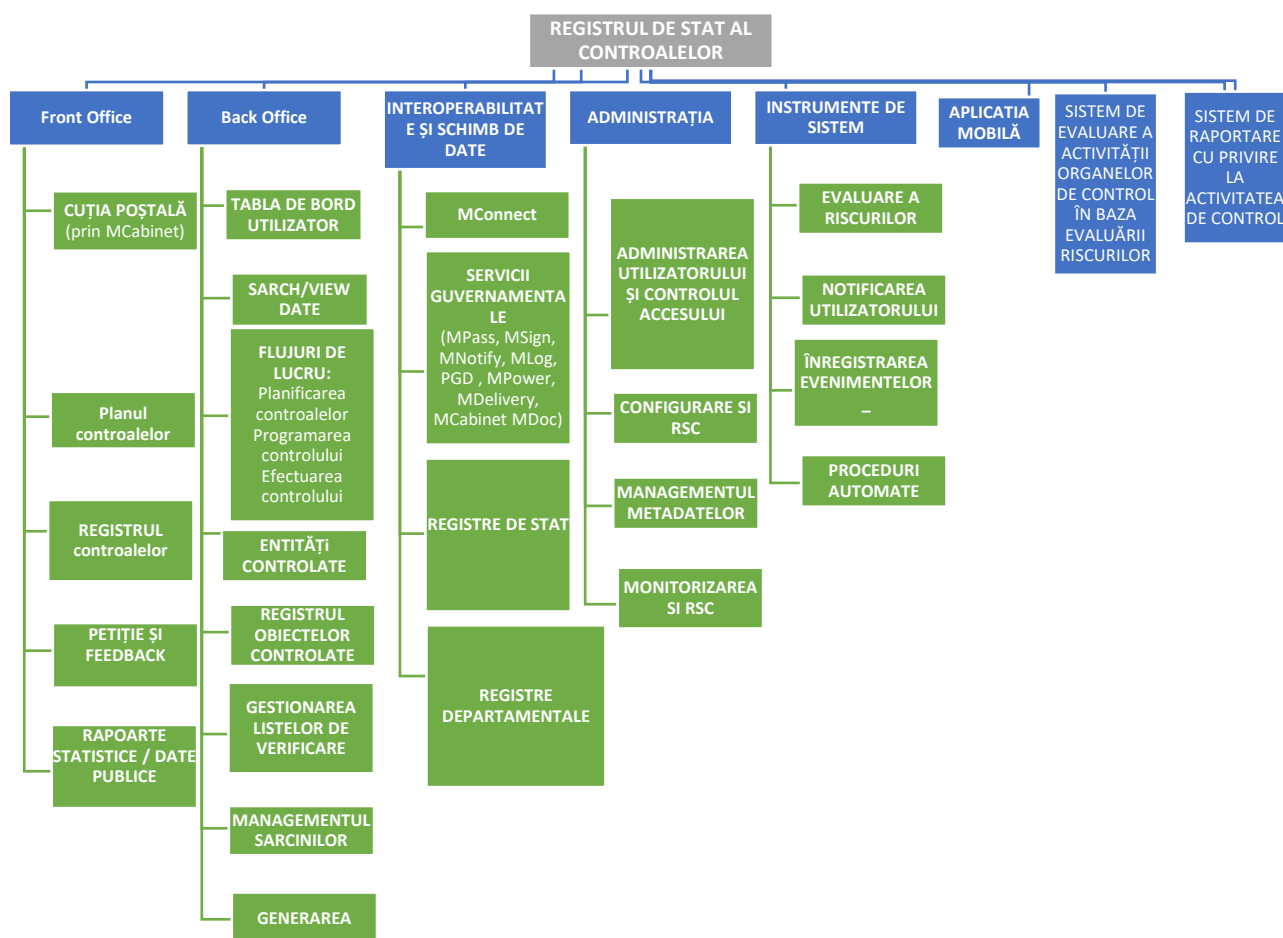 REGISTRUL DE STAT AL
CONTROALELOR
Front Office
Back Office
INTEROPERABILITAT
E ȘI SCHIMB DE
DATE
ADMINISTRAȚIA
INSTRUMENTE DE
SISTEM
APLICATIA
MOBILĂ
SISTEM DE
EVALUARE A
ACTIVITĂȚII
ORGANELOR
DE CONTROL
ÎN BAZA
EVALUĂRII
RISCURILOR
SISTEM DE
RAPORTARE
CU PRIVIRE
LA
ACTIVITATEA
DE CONTROL
CUȚIA POȘTALĂ
(prin MCabinet)
Planul
controalelor
REGISTRUL
controalelor
PETIȚIE ȘI
FEEDBACK
RAPOARTE
STATISTICE / DATE
PUBLICE
TABLA DE BORD
UTILIZATOR
SARCH/VIEW
DATE
FLUJURI DE
LUCRU:
Planificarea
controalelor
Programarea
controlului
Efectuarea
controlului
ENTITĂȚi
CONTROLATE
REGISTRUL
OBIECTELOR
CONTROLATE
GESTIONAREA
LISTELOR DE
VERIFICARE
MANAGEMENTUL
SARCINILOR
GENERAREA
MConnect
SERVICII
GUVERNAMENTA
LE
(MPass, MSign,
MNotify, MLog,
PGD , MPower,
MDelivery,
MCabinet MDoc)
REGISTRE DE STAT
REGISTRE
DEPARTAMENTALE
ADMINISTRAREA
UTILIZATORULUI
ȘI CONTROLUL
ACCESULUI
CONFIGURARE SI
RSC
MANAGEMENTUL
METADATELOR
MONITORIZAREA
SI RSC
EVALUARE A
RISCURILOR
NOTIFICAREA
UTILIZATORULUI
ÎNREGISTRAREA
EVENIMENTELOR
_
PROCEDURI
AUTOMATE